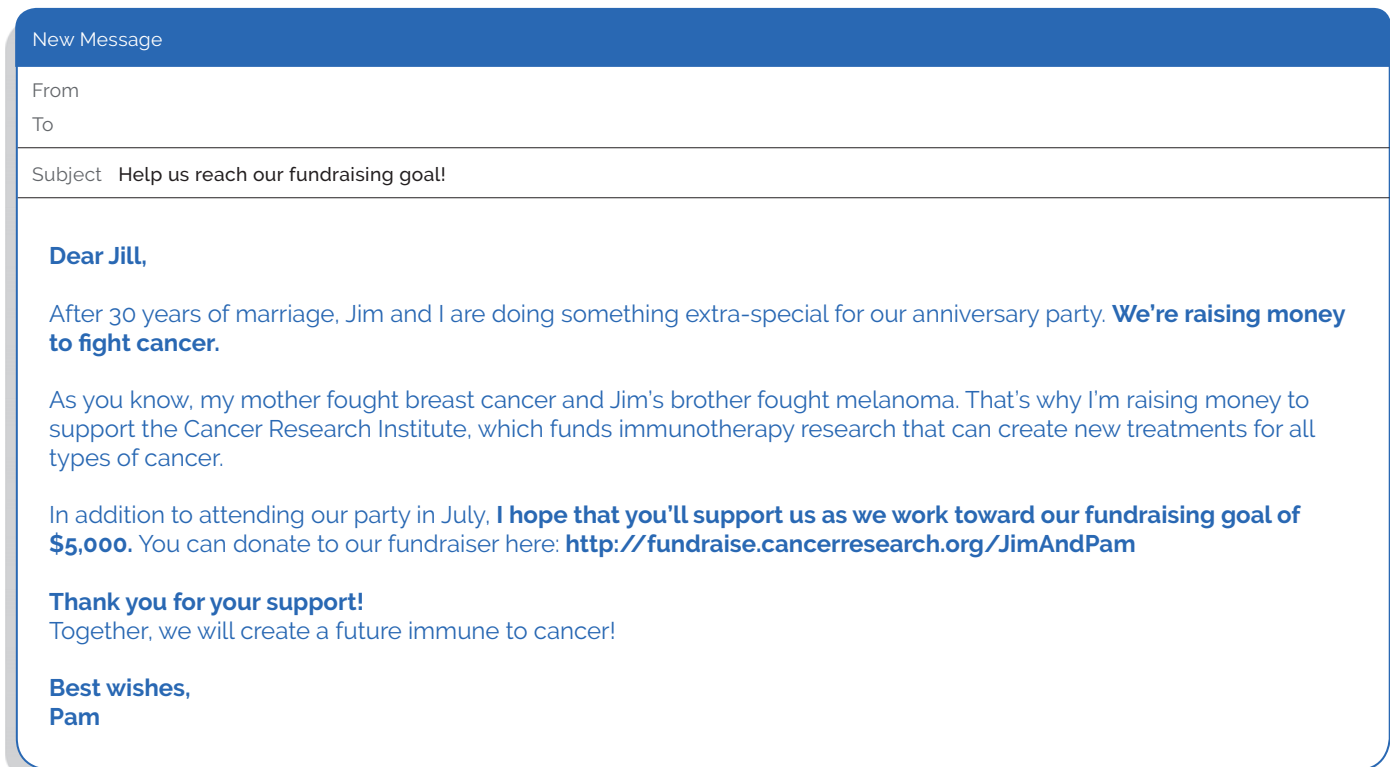 New Message
From
To
Subject Help us reach our fundraising goal!
Dear Jill,
After 30 years of marriage, Jim and I are doing something extra-special for our anniversary party. We’re raising money
to fight cancer.
As you know, my mother fought breast cancer and Jim’s brother fought melanoma. That’s why I’m raising money to
support the Cancer Research Institute, which funds immunotherapy research that can create new treatments for all
types of cancer.
In addition to attending our party in July, I hope that you’ll support us as we work toward our fundraising goal of
$5,000. You can donate to our fundraiser here: http://fundraise.cancerresearch.org/JimAndPam
Thank you for your support!
Together, we will create a future immune to cancer!
Best wishes,
Pam